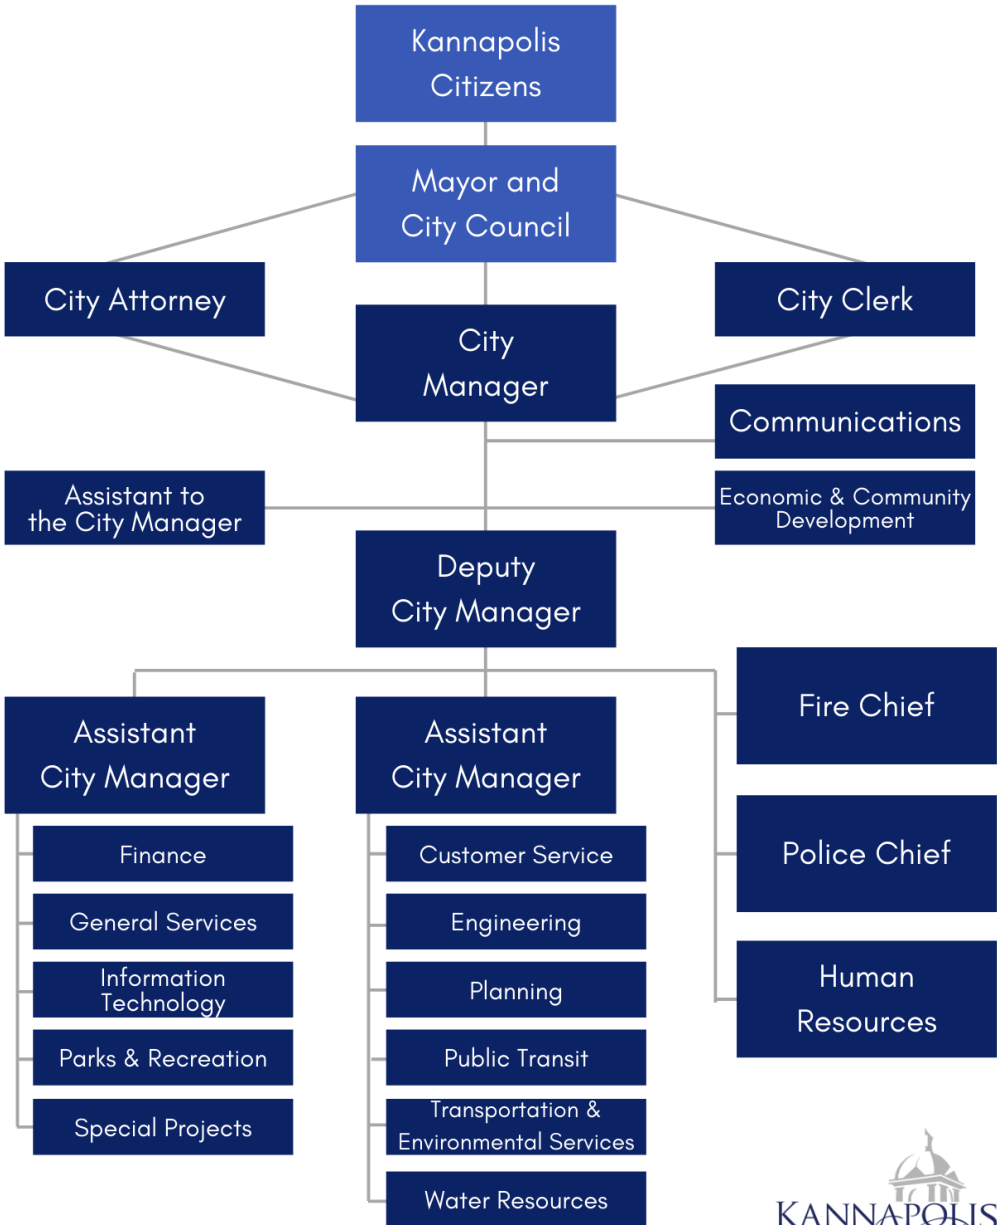 Kannapolis
Citizens
Mayor and
City Council
City Attorney
City Clerk
City
Manager
Communications
Assistant to
the City Manager
Economic & Community
Development
Deputy
City Manager
Assistant
City Manager
Finance
General Services
Information
Technology
Parks & Recreation
Special Projects
Assistant
City Manager
Customer Service
Engineering
Planning
Public Transit
Transportation &
Environmental Services
Water Resources
Fire Chief
Police Chief
Human
Resources
KANNAPOLIS